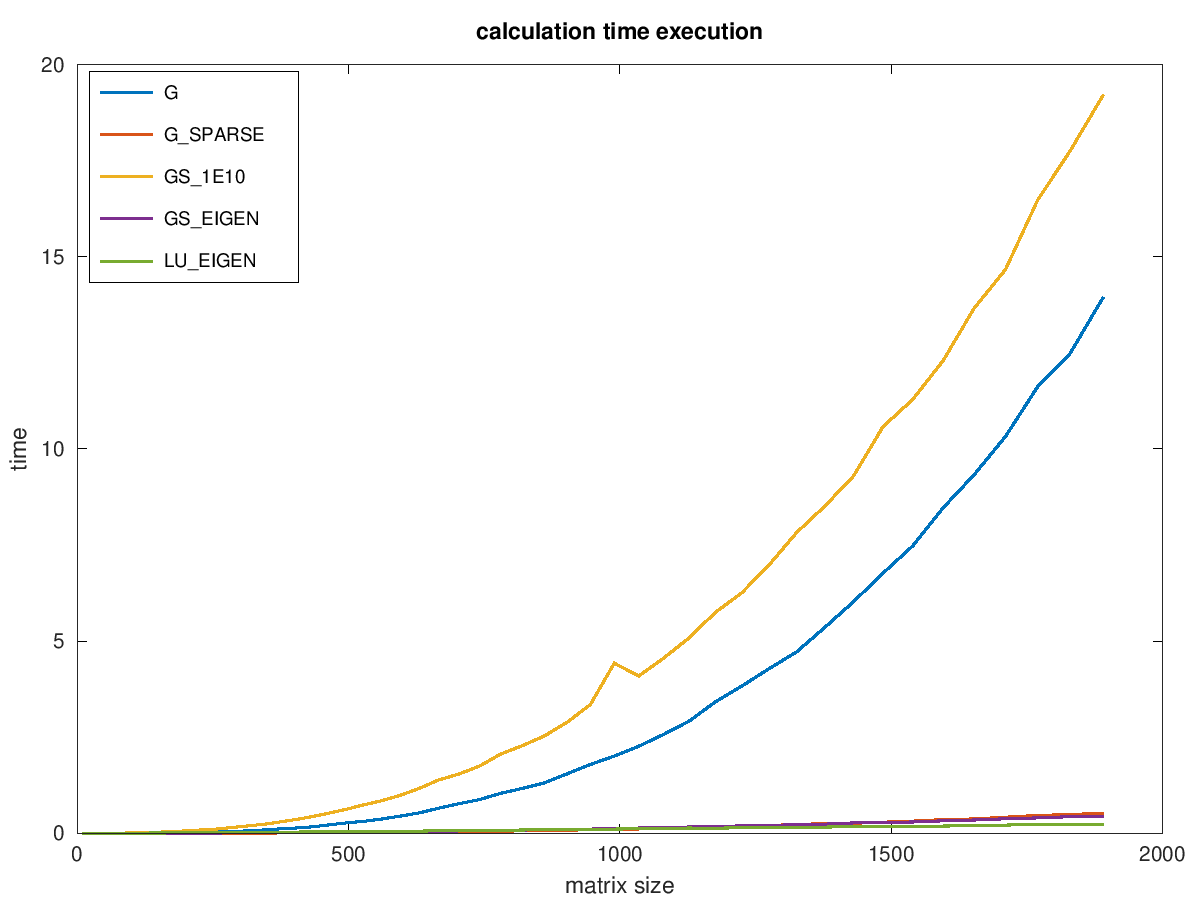 calculation time execution
20
15
10
5
0
time
G
G_SPARSE
GS_1E10
GS_EIGEN
LU_EIGEN
0 500 1000 1500 2000
matrix size